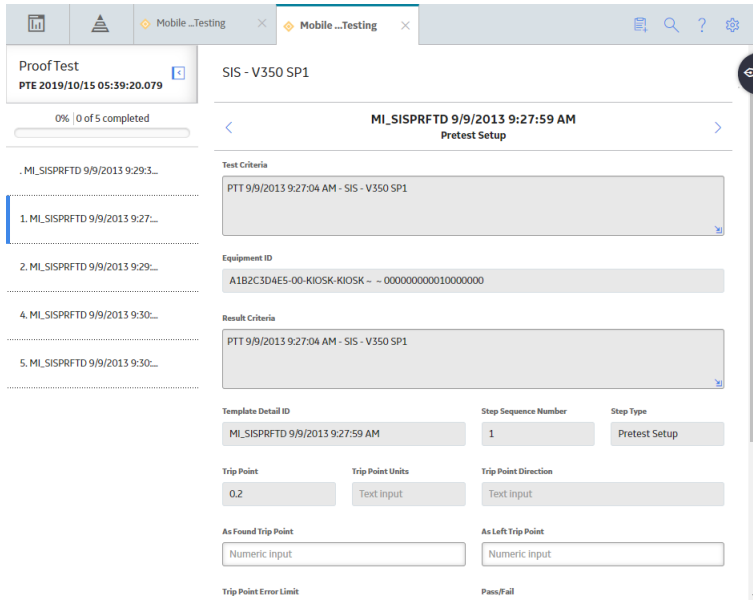 Mobile ...Testing
Mobile ...Testing
Proof Test
PTE 2019/10/15 05:39:20.079
0% | 0 of 5 completed
. MI_SISPRFTD 9/9/2013 9:29:3...
1. MI_SISPRFTD 9/9/2013 9:27:...
2. MI_SISPRFTD 9/9/2013 9:29:...
4. MI_SISPRFTD 9/9/2013 9:30:...
5. MI_SISPRFTD 9/9/2013 9:30:...
SIS - V350 SP1
MI_SISPRFTD 9/9/2013 9:27:59 AM
Pretest Setup
Test Criteria
PTT 9/9/2013 9:27:04 AM - SIS - V350 SP1
Equipment ID
A1B2C3D4E5-00-KIOSK-KIOSK ~ ~ 000000000010000000
Result Criteria
PTT 9/9/2013 9:27:04 AM - SIS - V350 SP1
Template Detail ID Step Sequence Number Step Type
MI_SISPRFTD 9/9/2013 9:27:59 AM 1 Pretest Setup
Trip Point Trip Point Units Trip Point Direction
0.2 Text input Text input
As Found Trip Point As Left Trip Point
Numeric input Numeric input
Trip Point Error Limit Pass/Fail